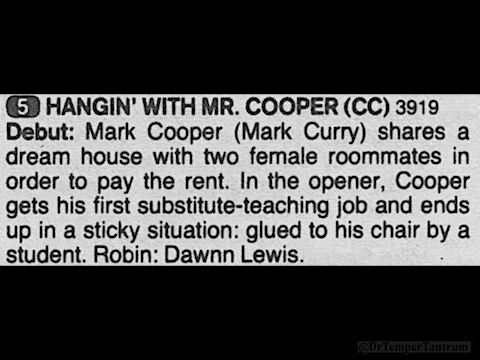 5 HANGIN' WITH MR. COOPER (CC) 3919
Debut: Mark Cooper (Mark Curry) shares a
dream house with two female roommates in
order to pay the rent. In the opener, Cooper
gets his first substitute-teaching job and ends
up in a sticky situation: glued to his chair by a
student. Robin: Dawnn Lewis.
@DrTemperTantrum